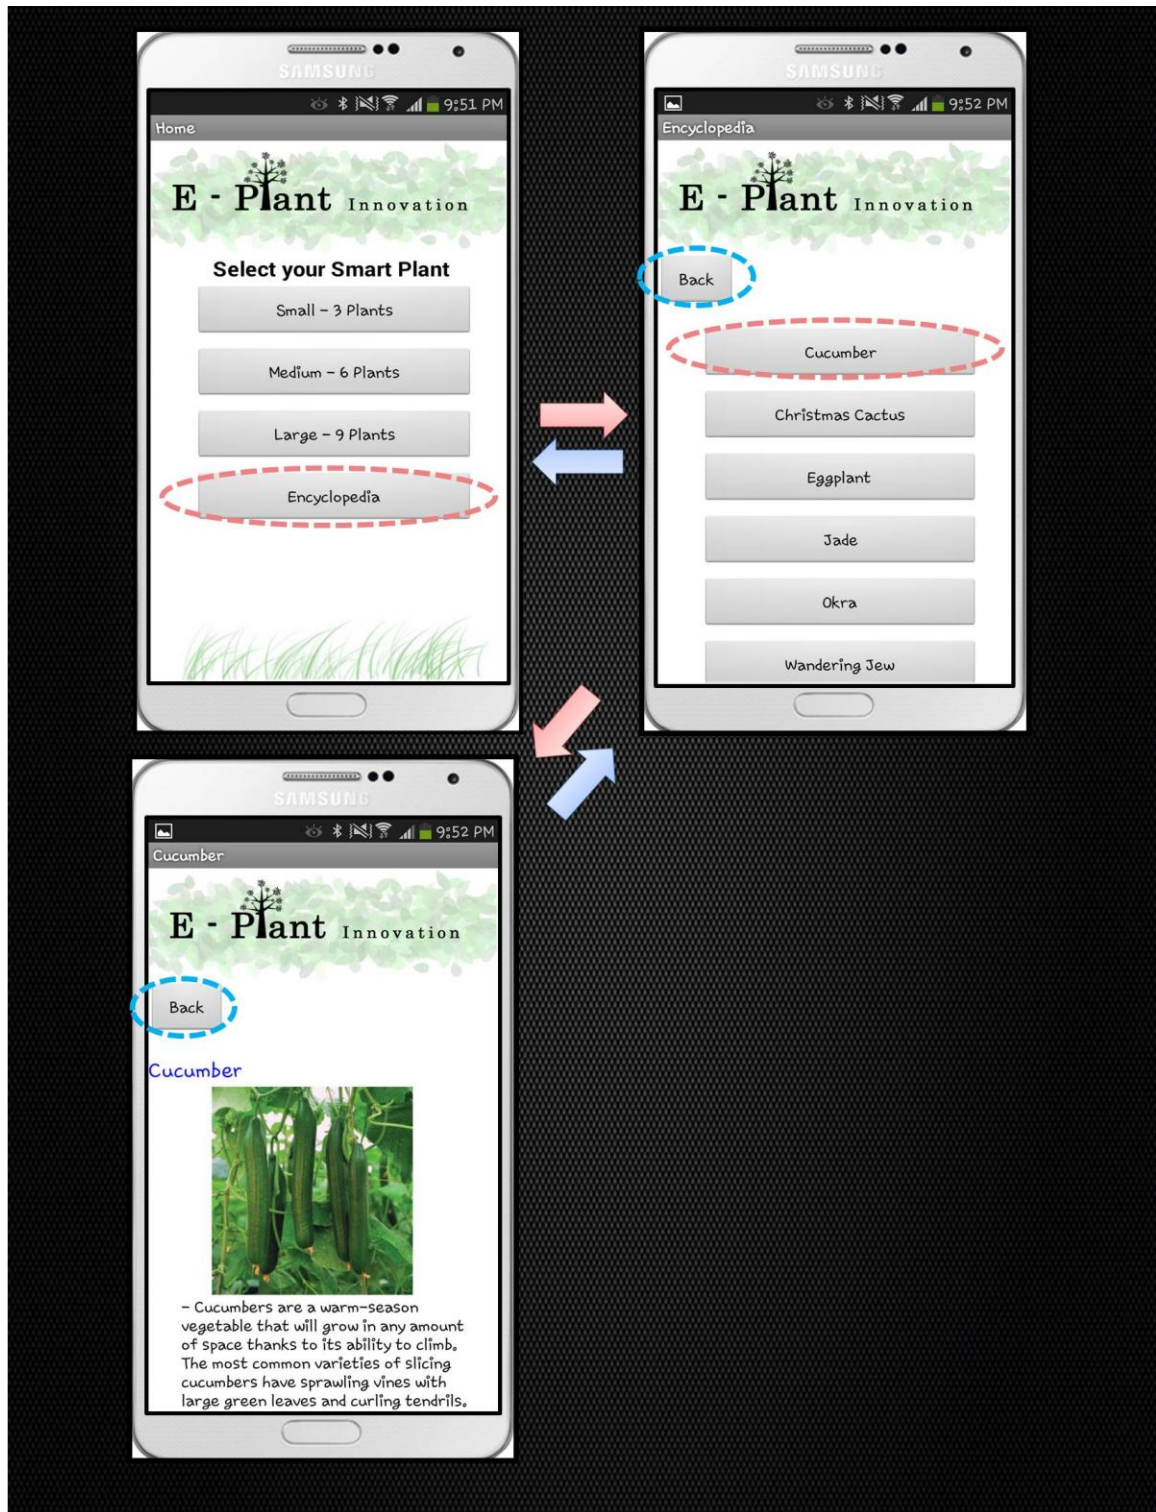 SAMSUNG
9:51 PM
Home
E - Plant Innovation
Select your Smart Plant
Small - 3 Plants
Medium - 6 Plants
Large - 9 Plants
Encyclopedia
SAMSUNG
9:52 PM
Encyclopedia
E - Plant Innovation
Back
Cucumber
Christmas Cactus
Eggplant
Jade
Okra
Wandering Jew
SAMSUNG
9:52 PM
Cucumber
E - Plant Innovation
Back
Cucumber
- Cucumbers are a warm-season
vegetable that will grow in any amount
of space thanks to its ability to climb.
The most common varieties of slicing
cucumbers have sprawling vines with
large green leaves and curling tendrils.